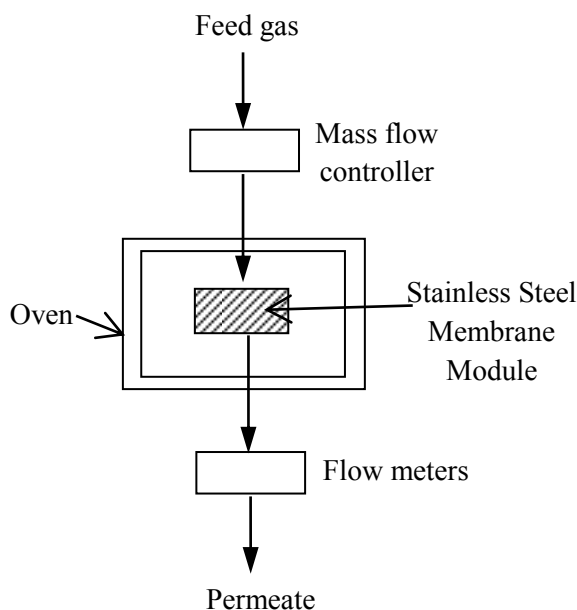 Feed gas
Mass flow
controller
Oven
Stainless Steel
Membrane
Module
Flow meters
Permeate